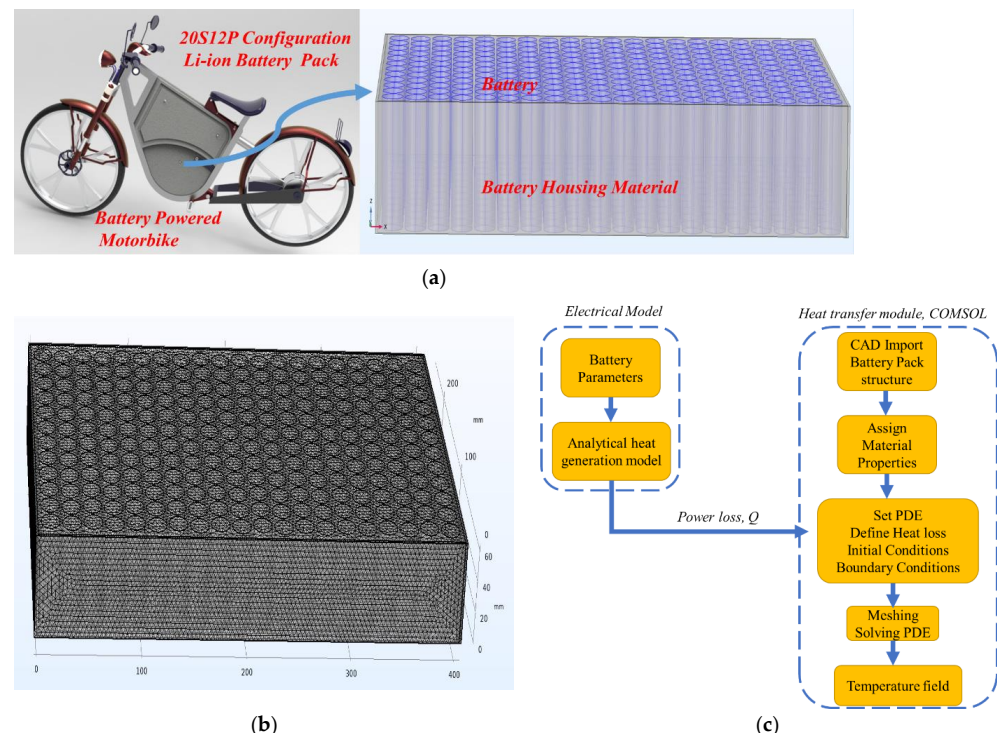 20S12P Configuration
Li-ion Battery Pack
Battery
Battery Housing Material
Battery Powered
Motorbike
z
x
(a)
200
mm
100
0
60
40
mm
20
0
0
100
200
300
400
(b)
Electrical Model
Battery
Parameters
Analytical heat
generation model
Power loss, Q
Heat transfer module, COMSOL
CAD Import
Battery Pack
structure
Assign
Material
Properties
Set PDE
Define Heat loss
Initial Conditions
Boundary Conditions
Meshing
Solving PDE
Temperature field
(c)